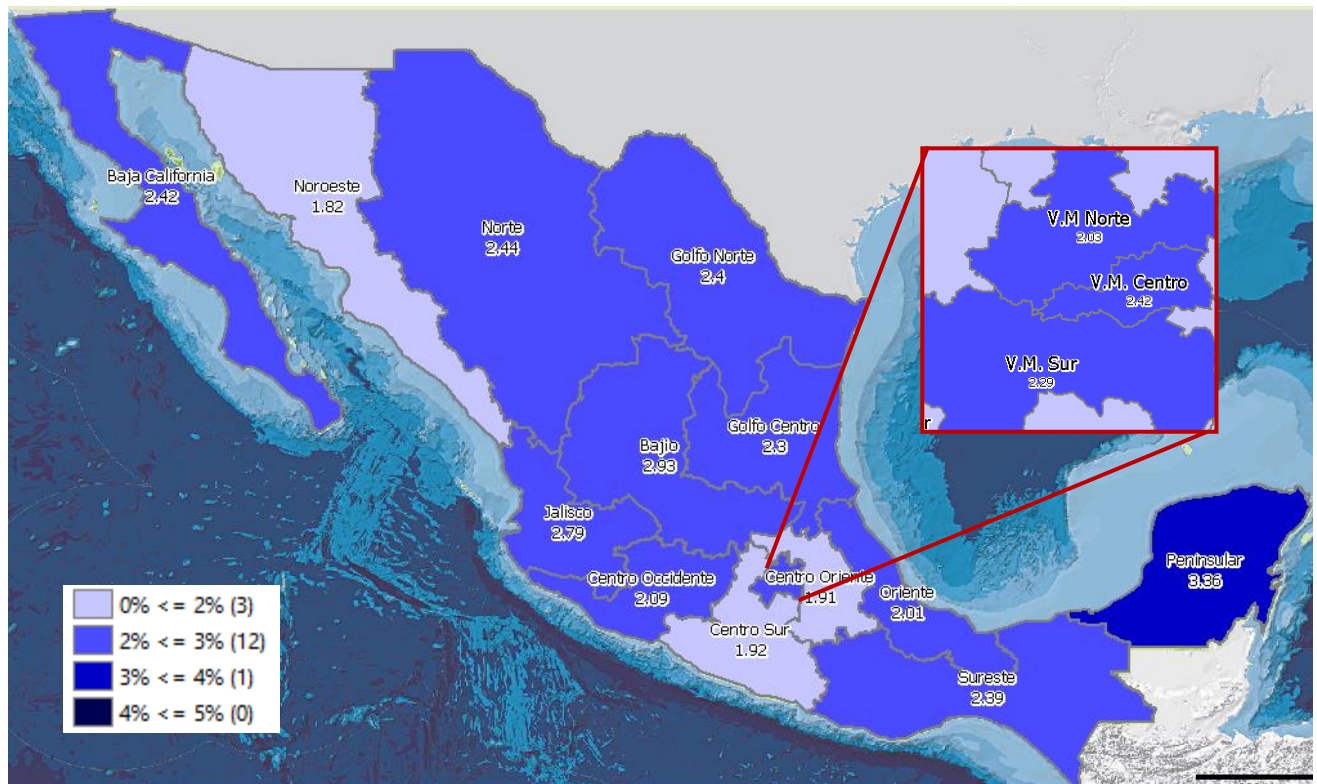 Baja California
2.42
Noroeste
1.82
Norte
2.44
Golfo Norte
2.4
V.M Norte
2.03
V.M. Centro
2.42
V.M. Sur
2.29
r
Golfo Centro
2.3
Bajio
2.93
Jalisco
2.79
Centro Occidente
2.09
Centro Oriente
1.91
Oriente
2.01
Centro Sur
1.92
Sureste
2.39
Peninsular
3.36
0% <= 2% (3)
2% <= 3% (12)
3% <= 4% (1)
4% <= 5% (0)